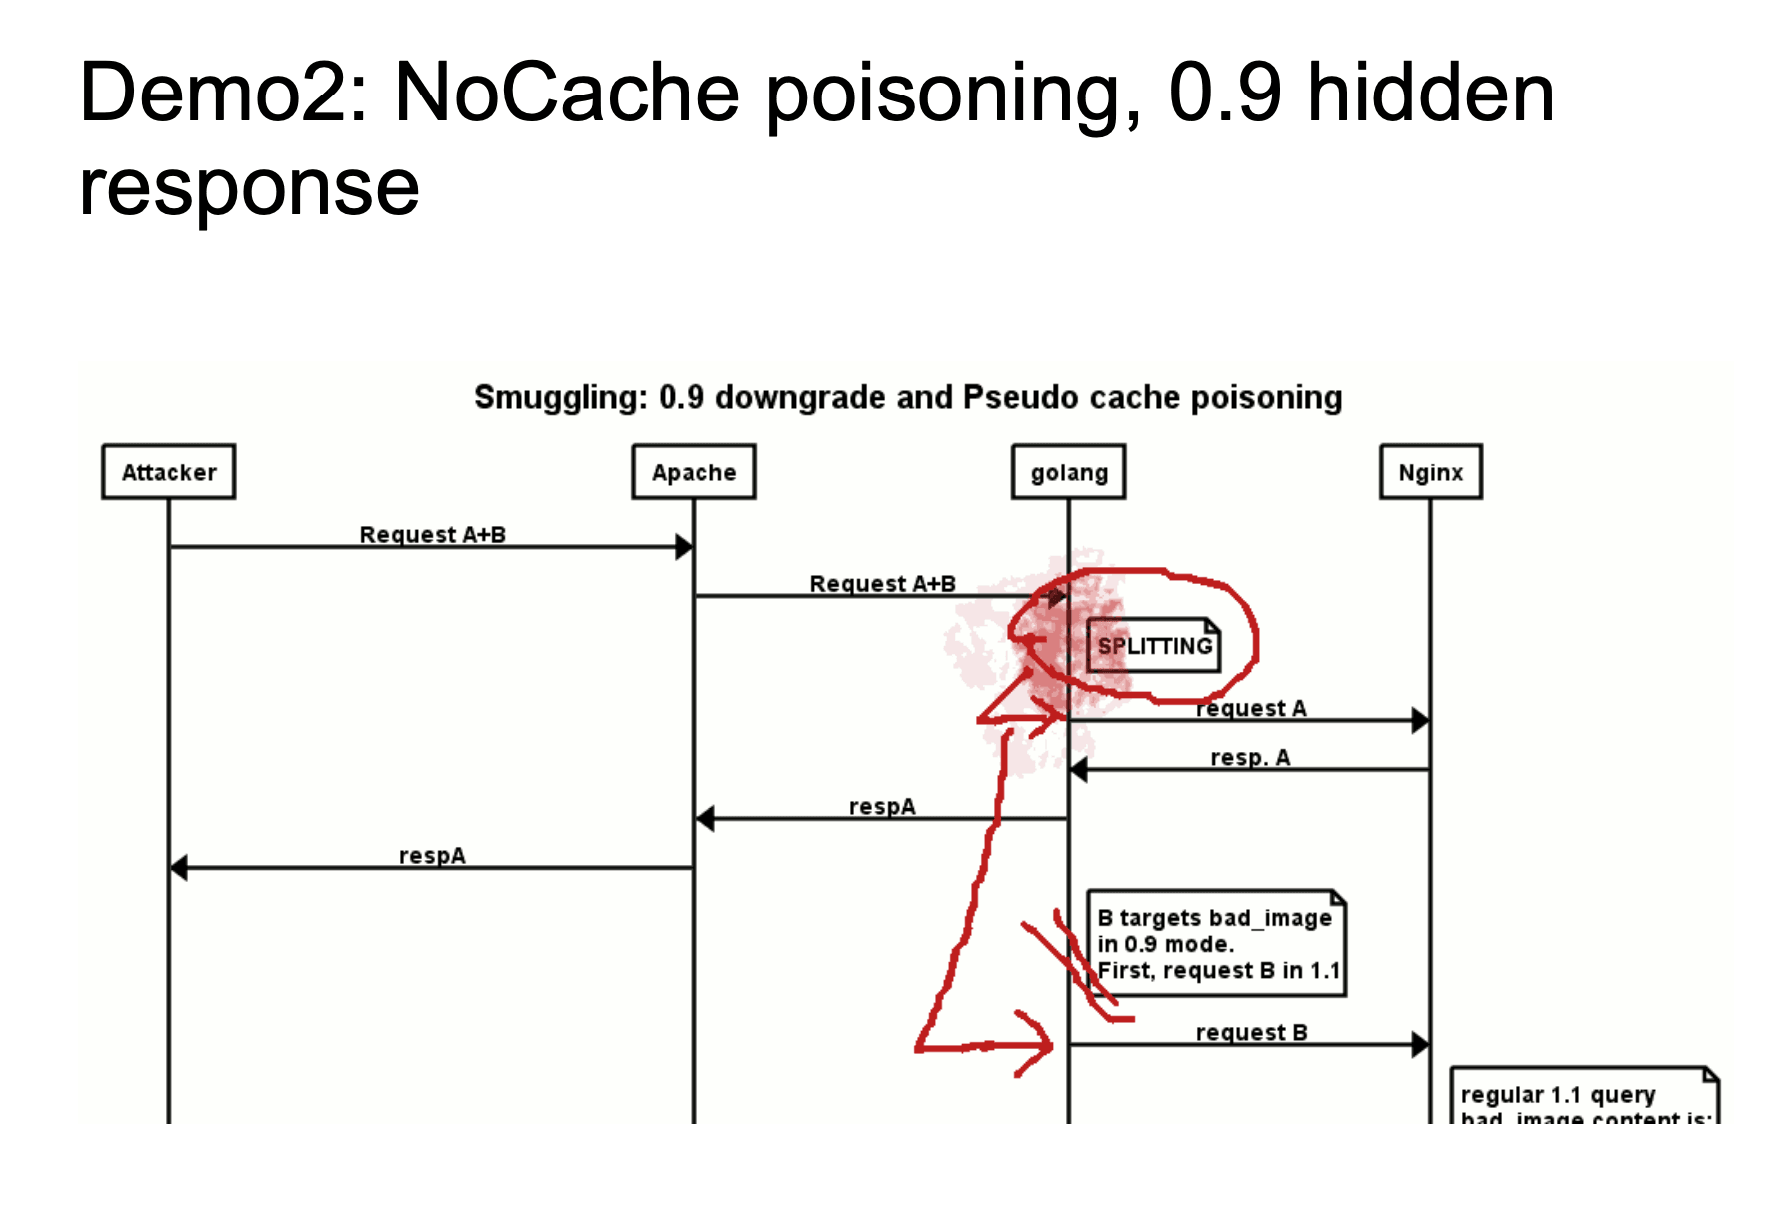 Demo2: NoCache poisoning, 0.9 hidden
response
Smuggling: 0.9 downgrade and Pseudo cache poisoning
Attacker
Apache
golang
Nginx
Request A+B
Request A+B
SPLITTING
request A
resp. A
respA
respA
B targets bad_image
in 0.9 mode.
First, request B in 1.1
request B
regular 1.1 query
bad_image content is: